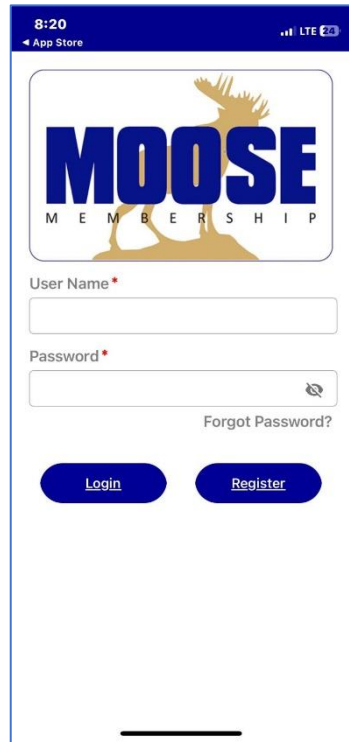 8:20
LTE 24
◄ App Store
MOOSE
MEMBERSHIP
User Name*
Password*
Forgot Password?
Login
Register